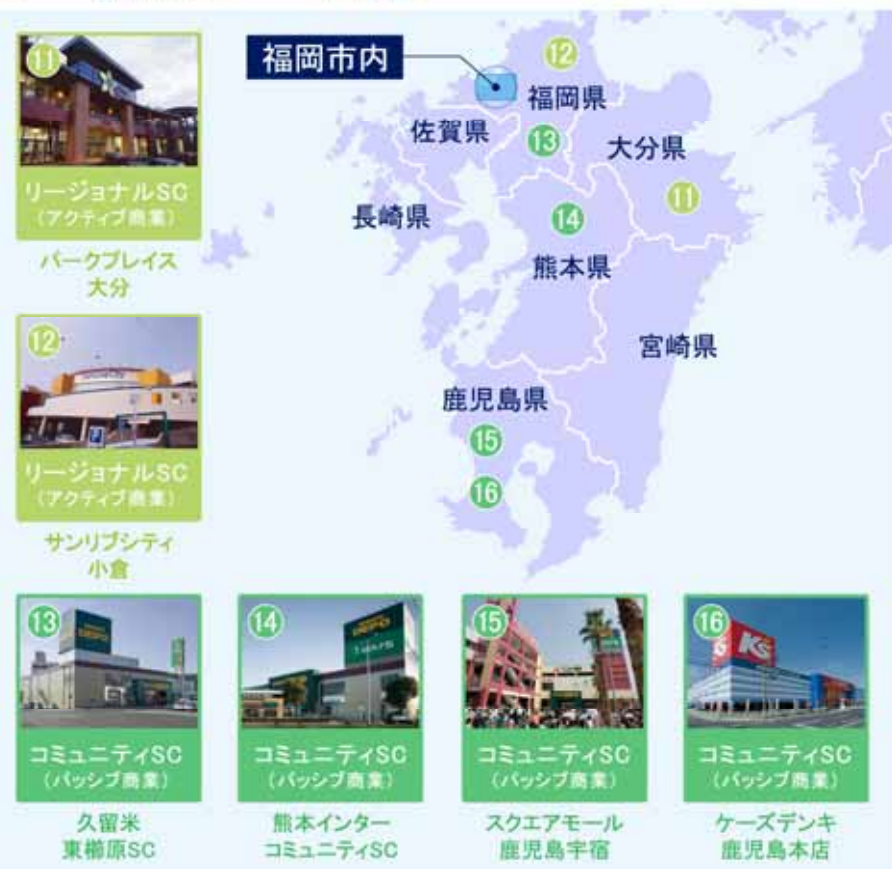 11
リージョナルSC
(アクティブ商業)
パークプレイス
大分
12
リージョナルSC
(アクティブ商業)
サンリブシティ
小倉
福岡市内
12
福岡県
佐賀県
13
大分県
11
長崎県
14
熊本県
宮崎県
鹿児島県
15
16
13
DEPO
コミュニティSC
(パッシブ商業)
久留米
東櫛原SC
14
DEPO
コミュニティSC
(パッシブ商業)
熊本インター
コミュニティSC
15
コミュニティSC
(パッシブ商業)
スクエアモール
鹿児島宇宿
16
K's
コミュニティSC
(パッシブ商業)
ケーズデンキ
鹿児島本店